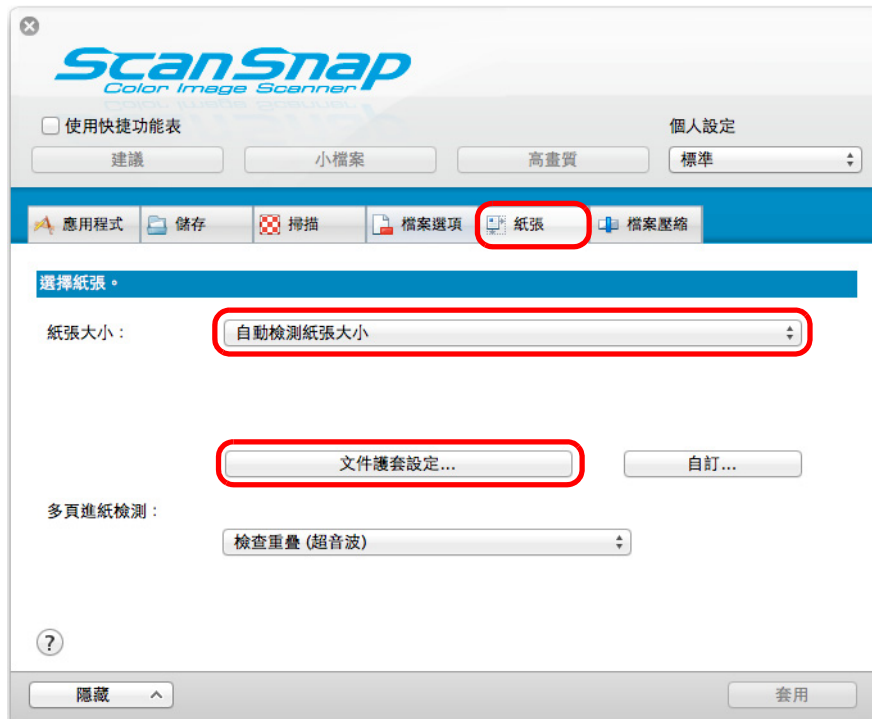 ScanSnap
Color Image Scanner
使用快捷功能表
個人設定
建議 小檔案 高畫質 標準
應用程式 儲存 掃描 檔案選項 紙張 檔案壓縮
選擇紙張。
紙張大小： 自動檢測紙張大小
文件護套設定... 自訂...
多頁進紙檢測：
檢查重疊 (超音波)
?
隱藏 套用